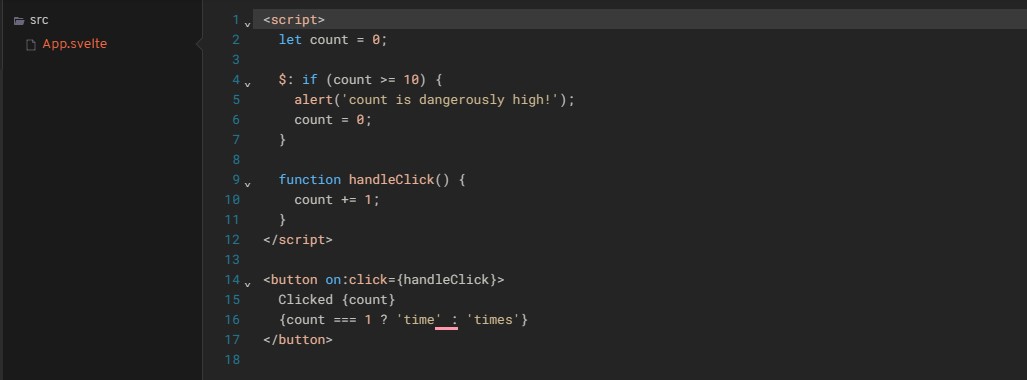 src
App.svelte
1 <script>
2 let count = 0;
3
4 $: if (count >= 10) {
5 alert('count is dangerously high!');
6 count = 0;
7 }
8
9 function handleClick() {
10 count += 1;
11 }
12 </script>
13
14 <button on:click={handleClick}>
15 Clicked {count}
16 {count === 1 ? 'time' : 'times'}
17 </button>
18